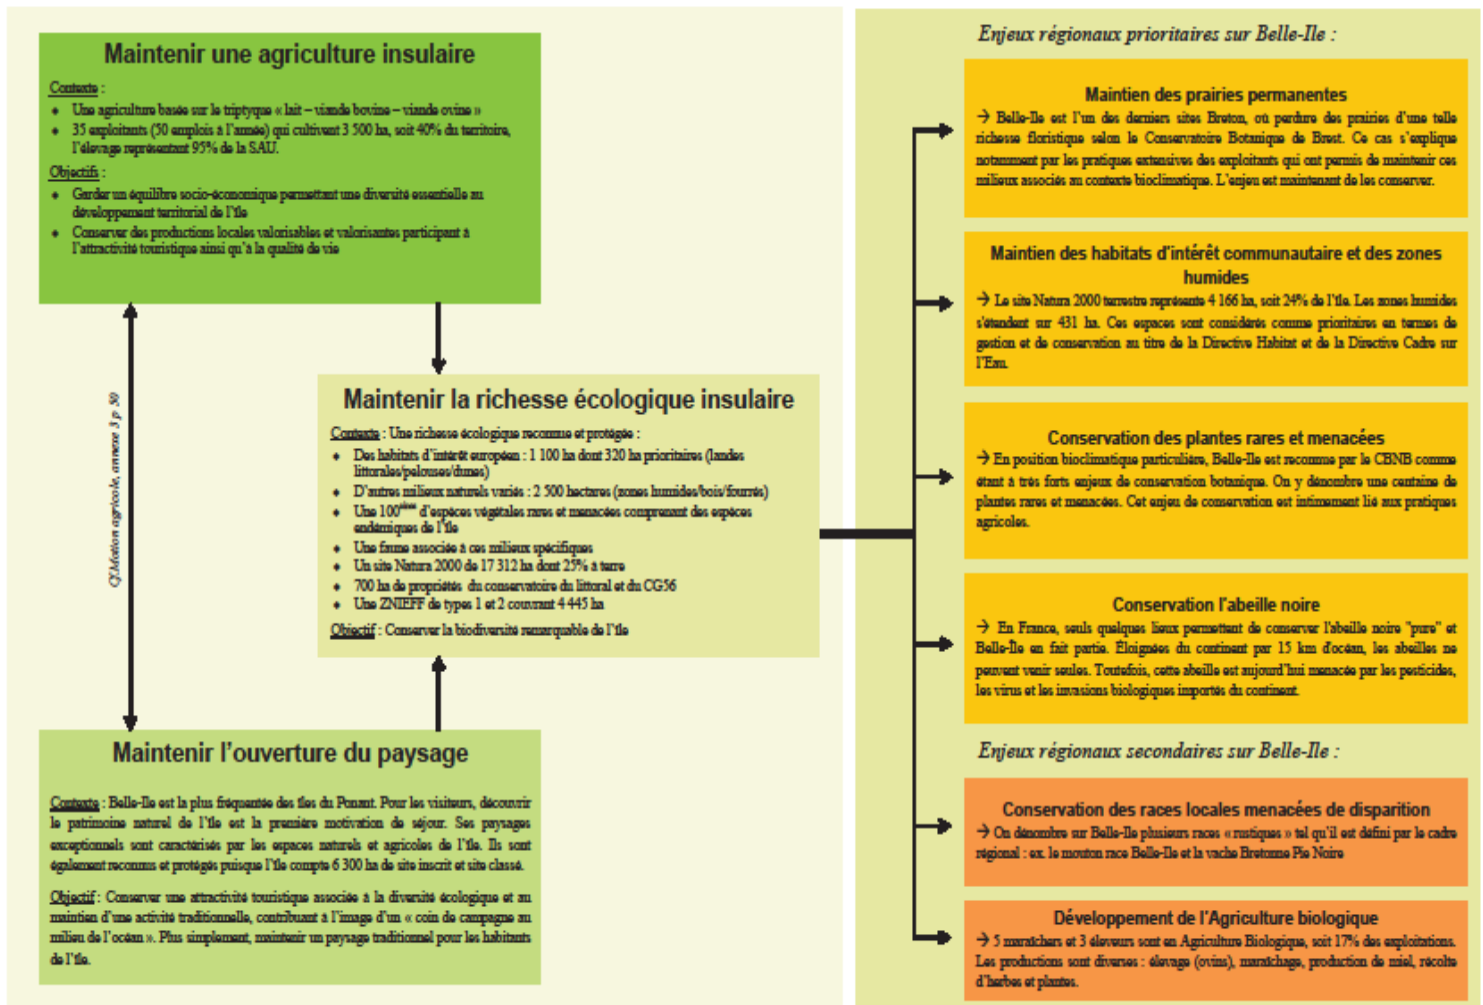 Maintenir une agriculture insulaire
Contexte :
♦ Une agriculture basée sur le triptyque « lait – viande bovine – viande ovine »
♦ 35 exploitants (50 emplois à l'année) qui cultivent 3 500 ha, soit 40% du territoire,
l'élevage représentant 95% de la SAU.
Objectifs :
♦ Garder un équilibre socio-économique permettant une diversité essentielle au
développement territorial de l'île
♦ Conserver des productions locales valorisables et valorisantes participant à
l'attractivité touristique ainsi qu'à la qualité de vie
Cf.Motion agricole, annexe 3 p 50
Maintenir la richesse écologique insulaire
Contexte : Une richesse écologique reconnue et protégée :
♦ Des habitats d'intérêt européen : 1 100 ha dont 320 ha prioritaires (landes
littorales/pelouses/dunes)
♦ D'autres milieux naturels variés : 2 500 hectares (zones humides/bois/fourrés)
♦ Une 100aine d'espèces végétales rares et menacées comprenant des espèces
endémiques de l'île
♦ Une faune associée à ces milieux spécifiques
♦ Un site Natura 2000 de 17 312 ha dont 25% à terre
♦ 700 ha de propriétés du conservatoire du littoral et du CG56
♦ Une ZNIEFF de types 1 et 2 couvrant 4 445 ha
Objectif : Conserver la biodiversité remarquable de l'île
Maintenir l'ouverture du paysage
Contexte : Belle-Ile est la plus fréquentée des îles du Ponant. Pour les visiteurs, découvrir
le patrimoine naturel de l'île est la première motivation de séjour. Ses paysages
exceptionnels sont caractérisés par les espaces naturels et agricoles de l'île. Ils sont
également reconnus et protégés puisque l'île compte 6 300 ha de site inscrit et site classé.
Objectif : Conserver une attractivité touristique associée à la diversité écologique et au
maintien d'une activité traditionnelle, contribuant à l'image d'un « coin de campagne au
milieu de l'océan ». Plus simplement, maintenir un paysage traditionnel pour les habitants
de l'île.
Enjeux régionaux prioritaires sur Belle-Ile :
Maintien des prairies permanentes
→ Belle-Ile est l'un des derniers sites Breton, où perdure des prairies d'une telle
richesse floristique selon le Conservatoire Botanique de Brest. Ce cas s'explique
notamment par les pratiques extensives des exploitants qui ont permis de maintenir ces
milieux associés au contexte bioclimatique. L'enjeu est maintenant de les conserver.
Maintien des habitats d'intérêt communautaire et des zones
humides
→ Le site Natura 2000 terrestre représente 4 166 ha, soit 24% de l'île. Les zones humides
s'étendent sur 431 ha. Ces espaces sont considérés comme prioritaires en termes de
gestion et de conservation au titre de la Directive Habitat et de la Directive Cadre sur
l'Eau.
Conservation des plantes rares et menacées
→ En position bioclimatique particulière, Belle-Ile est reconnue par le CBNB comme
étant à très forts enjeux de conservation botanique. On y dénombre une centaine de
plantes rares et menacées. Cet enjeu de conservation est intimement lié aux pratiques
agricoles.
Conservation l'abeille noire
→ En France, seuls quelques lieux permettent de conserver l'abeille noire "pure" et
Belle-Île en fait partie. Éloignées du continent par 15 km d'océan, les abeilles ne
peuvent venir seules. Toutefois, cette abeille est aujourd'hui menacée par les pesticides,
les virus et les invasions biologiques importés du continent.
Enjeux régionaux secondaires sur Belle-Ile :
Conservation des races locales menacées de disparition
→ On dénombre sur Belle-Ile plusieurs races « rustiques » tel qu'il est défini par le cadre
régional : ex. le mouton race Belle-Ile et la vache Bretonne Pie Noire
Développement de l'Agriculture biologique
→ 5 maraîchers et 3 éleveurs sont en Agriculture Biologique, soit 17% des exploitations.
Les productions sont diverses : élevage (ovins), maraîchage, production de miel, récolte
d'herbes et plantes.